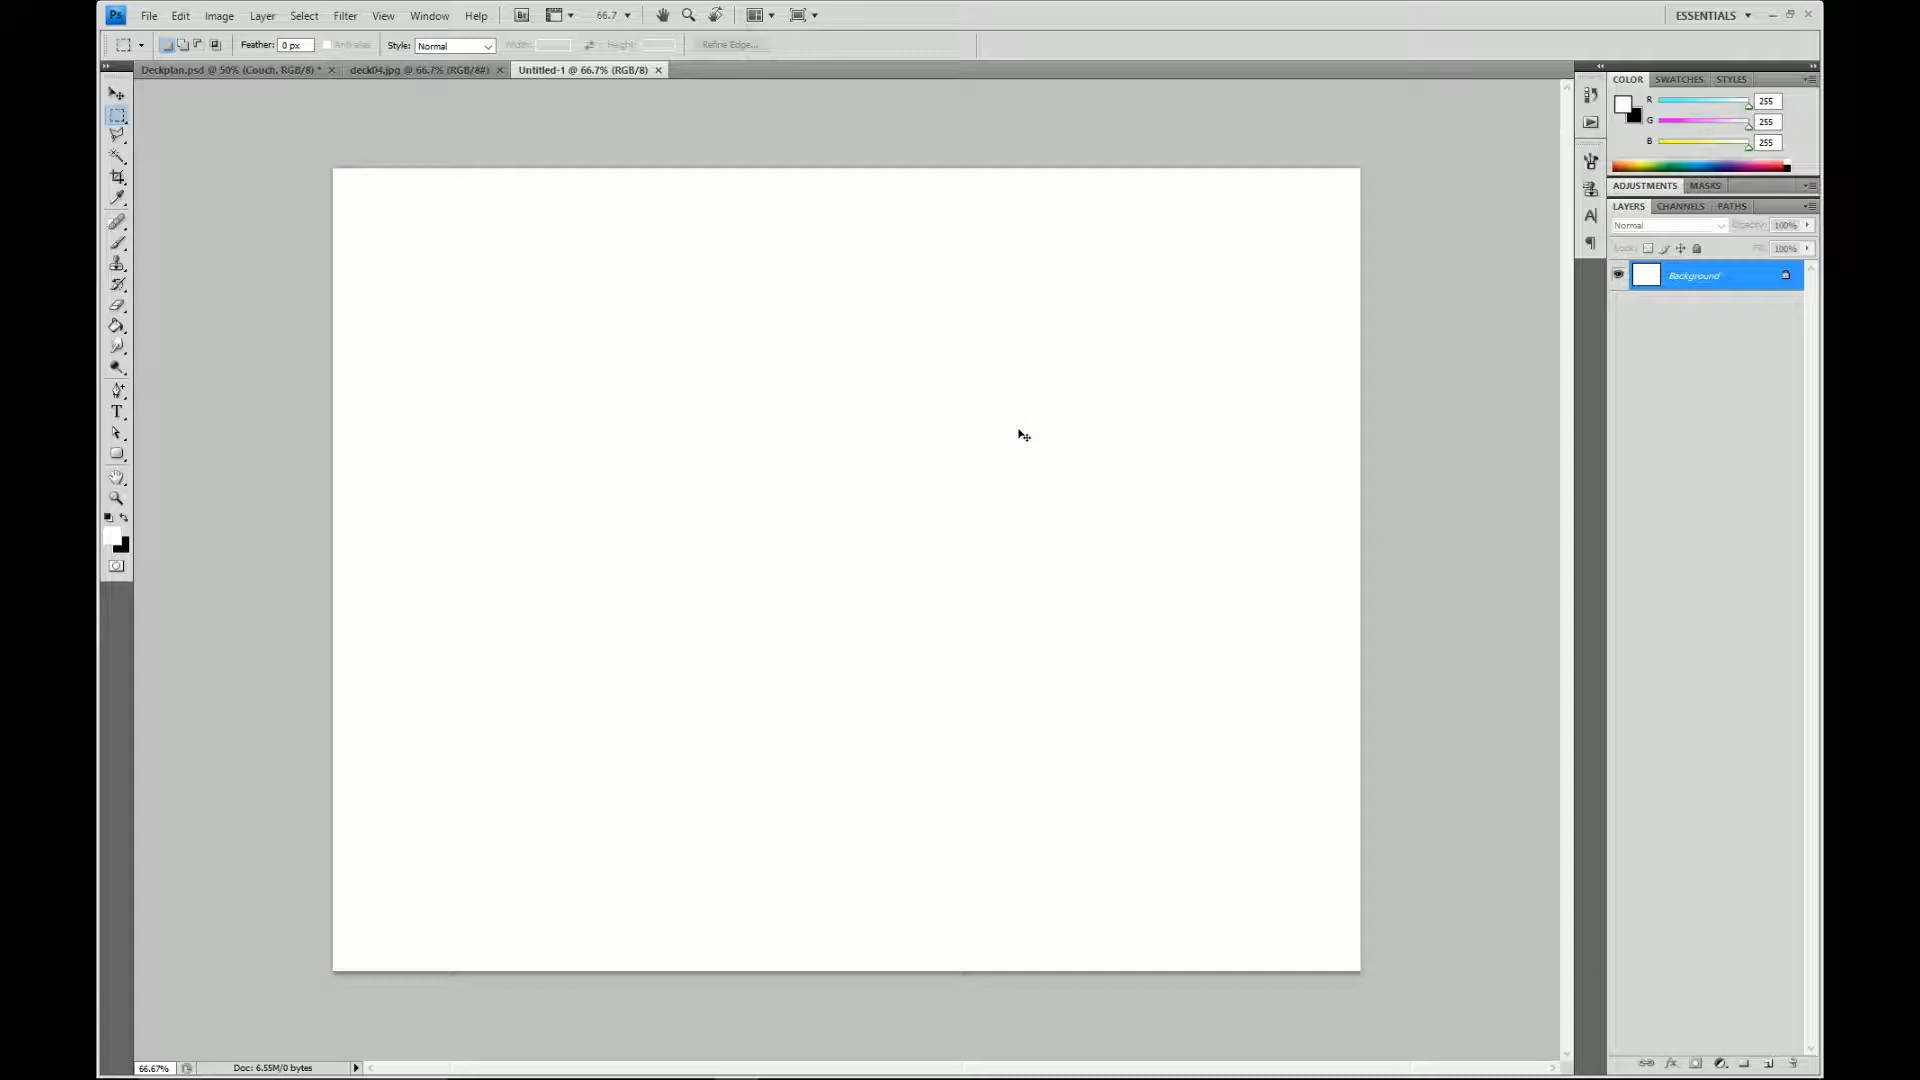 Ps File Edit Image Layer Select Filter View Window Help Br 66.7 ESSENTIALS
Feather: 0 px Anti-alias Style: Normal Width: Height: Refine Edge...
Deckplan.psd @ 50% (Couch, RGB/8) * deck04.jpg @ 66.7% (RGB/8#) Untitled-1 @ 66.7% (RGB/8)
COLOR SWATCHES STYLES
R 255
G 255
B 255
ADJUSTMENTS MASKS
LAYERS CHANNELS PATHS
Normal Opacity: 100%
Lock: Fill: 100%
Background
66.67% Doc: 6.55M/0 bytes